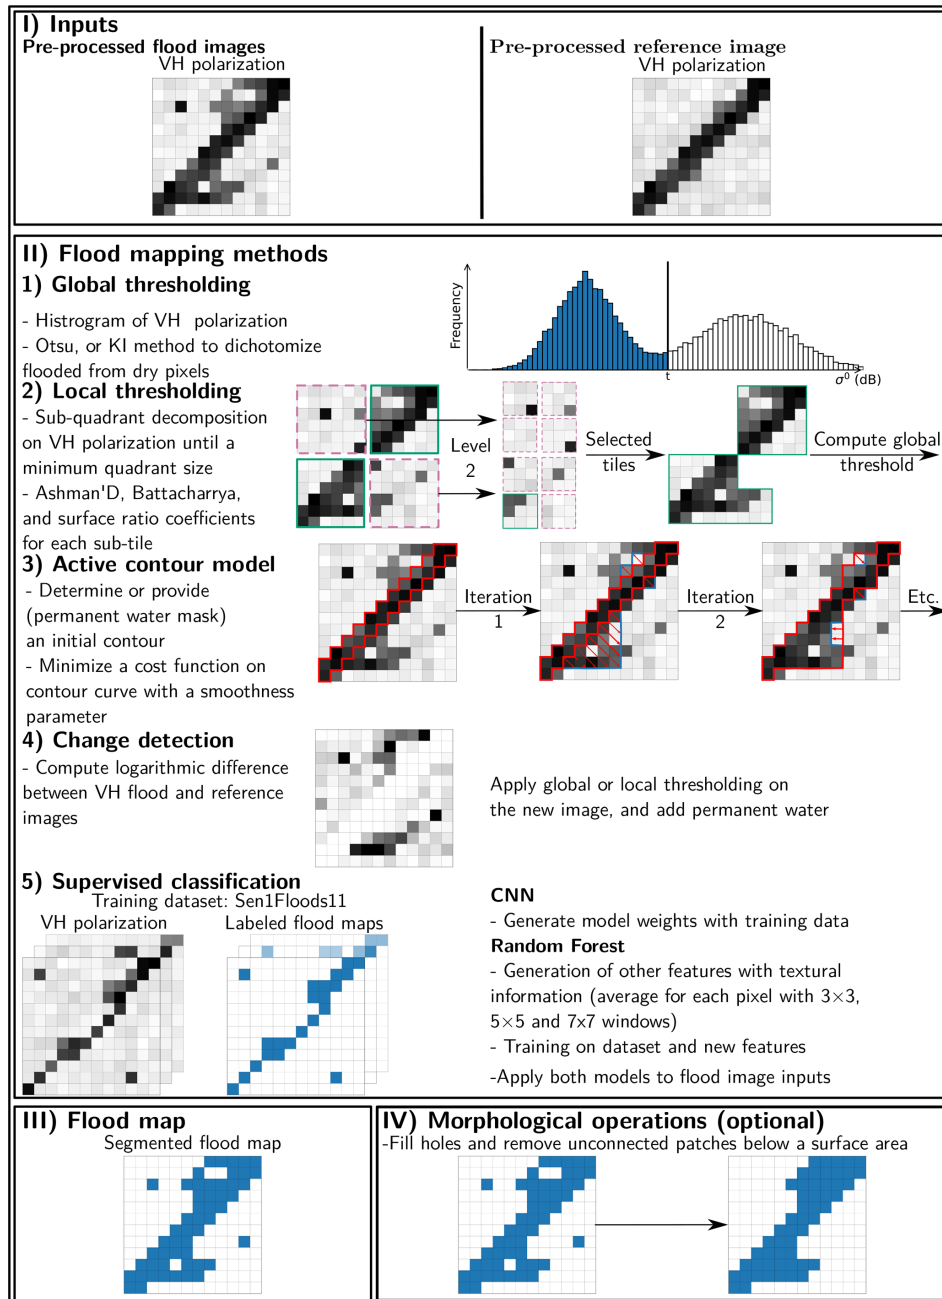 I) Inputs
Pre-processed flood images
VH polarization
Pre-processed reference image
VH polarization
II) Flood mapping methods
1) Global thresholding
- Histrogram of VH polarization
- Otsu, or KI method to dichotomize
flooded from dry pixels
Frequency
t
σ⁰ (dB)
2) Local thresholding
- Sub-quadrant decomposition
on VH polarization until a
minimum quadrant size
- Ashman'D, Battacharrya,
and surface ratio coefficients
for each sub-tile
Level
2
Selected
tiles
Compute global
threshold
3) Active contour model
- Determine or provide
(permanent water mask)
an initial contour
- Minimize a cost function on
contour curve with a smoothness
parameter
Iteration
1
Iteration
2
Etc.
4) Change detection
- Compute logarithmic difference
between VH flood and reference
images
Apply global or local thresholding on
the new image, and add permanent water
5) Supervised classification
Training dataset: Sen1Floods11
VH polarization
Labeled flood maps
CNN
- Generate model weights with training data
Random Forest
- Generation of other features with textural
information (average for each pixel with 3×3,
5×5 and 7x7 windows)
- Training on dataset and new features
-Apply both models to flood image inputs
III) Flood map
Segmented flood map
IV) Morphological operations (optional)
-Fill holes and remove unconnected patches below a surface area